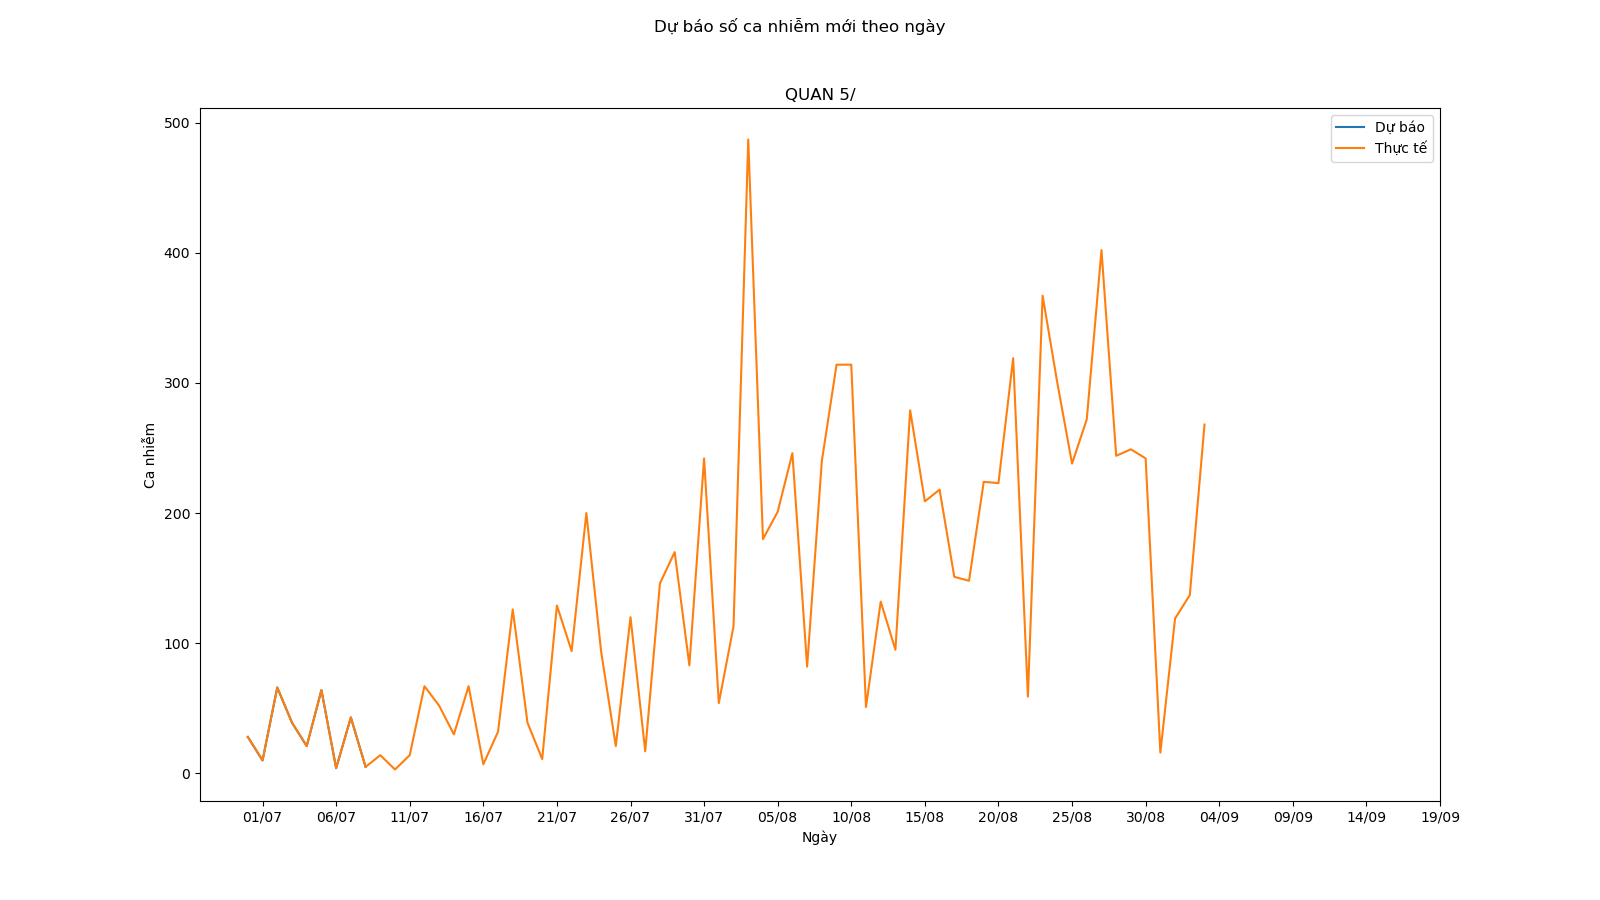 Dự báo số ca nhiễm mới theo ngày
QUAN 5/
Dự báo
Thực tế
500
400
300
200
100
0
Ca nhiễm
01/07 06/07 11/07 16/07 21/07 26/07 31/07 05/08 10/08 15/08 20/08 25/08 30/08 04/09 09/09 14/09 19/09
Ngày